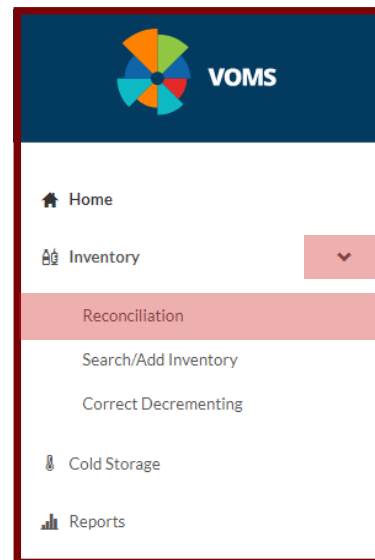 VOMS
Home
Inventory
Reconciliation
Search/Add Inventory
Correct Decrementing
Cold Storage
Reports